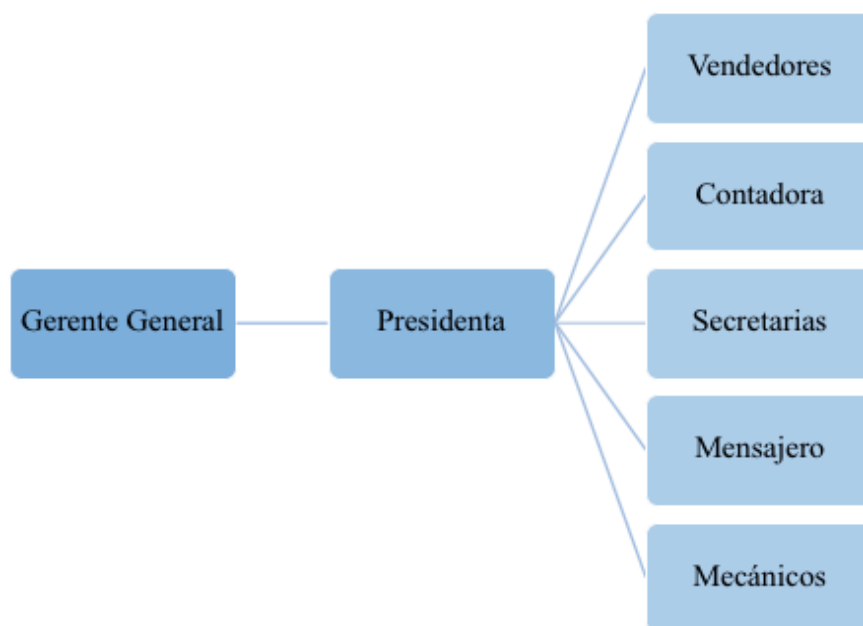 Gerente General
Presidenta
Vendedores
Contadora
Secretarias
Mensajero
Mecánicos